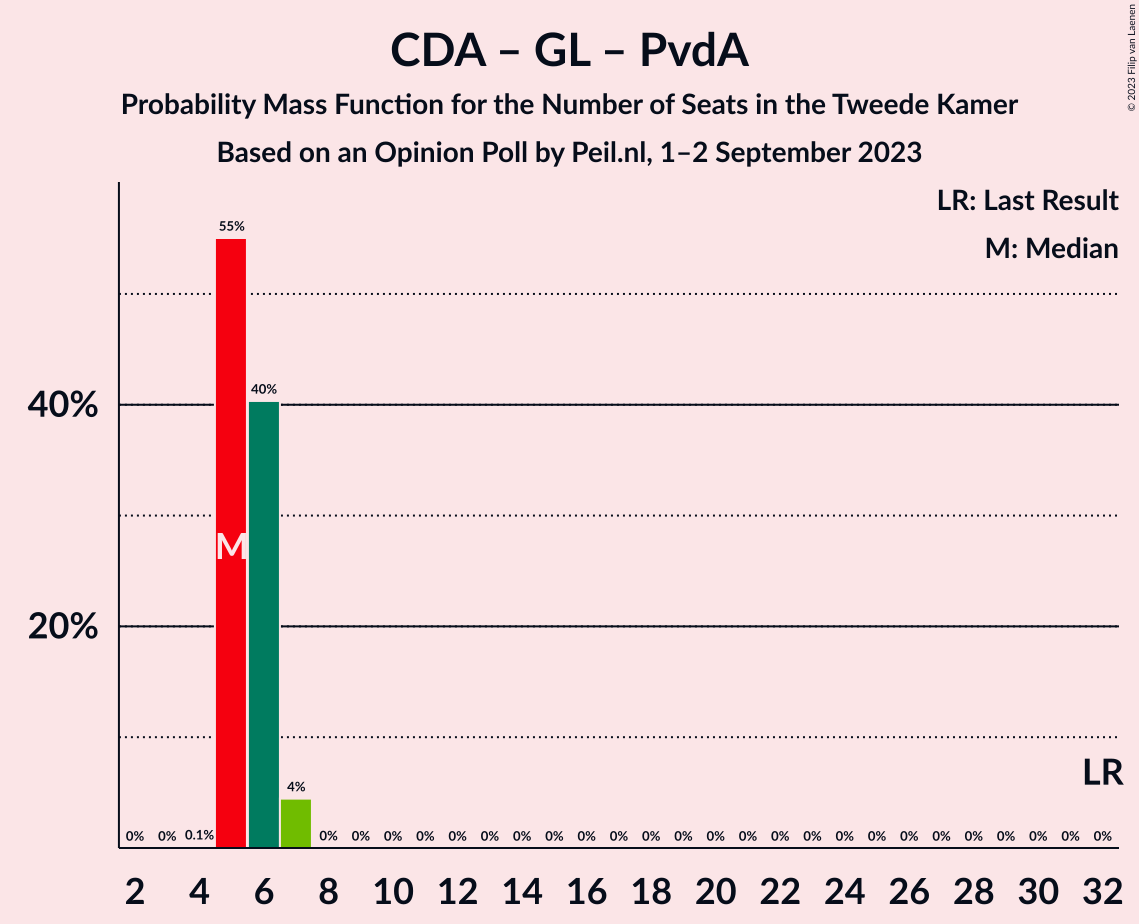 CDA – GL – PvdA
Probability Mass Function for the Number of Seats in the Tweede Kamer
Based on an Opinion Poll by Peil.nl, 1–2 September 2023
© 2023 Filip van Laenen
LR: Last Result
M: Median
55%
40%
40%
M
20%
4%
LR
0% 0% 0.1% 0% 0% 0% 0% 0% 0% 0% 0% 0% 0% 0% 0% 0% 0% 0% 0% 0% 0% 0% 0% 0% 0% 0% 0% 0%
2 4 6 8 10 12 14 16 18 20 22 24 26 28 30 32